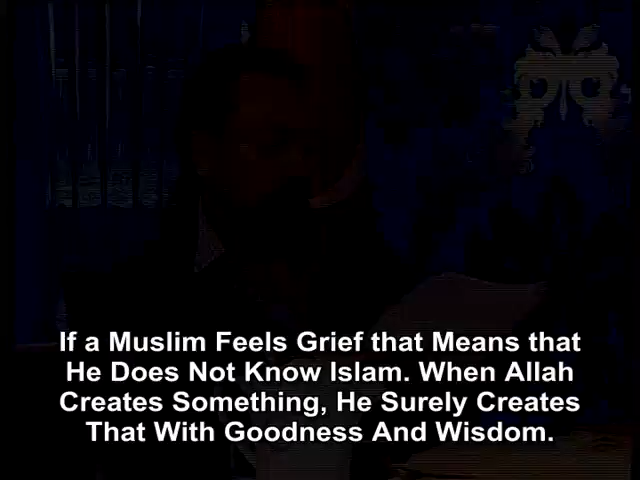 If a Muslim Feels Grief that Means that
He Does Not Know Islam. When Allah
Creates Something, He Surely Creates
That With Goodness And Wisdom.